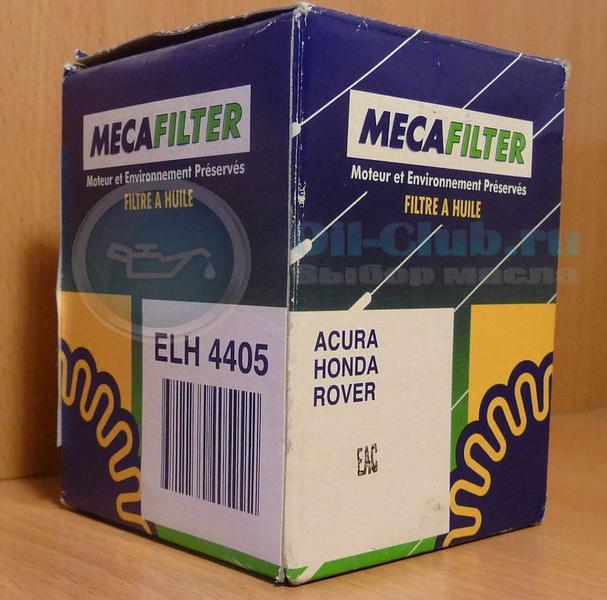 MECAFILTER
Moteur et Environnement Préservés
FILTRE A HUILE
ELH 4405
MECAFILTER
Moteur et Environnement Préservés
FILTRE A HUILE
Oil-Club.ru
Выбор масла
ACURA
HONDA
ROVER
EAC